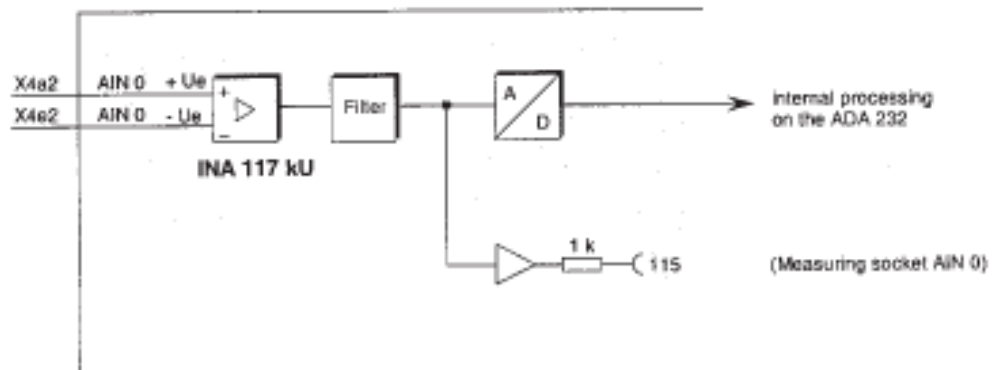 X4a2 AIN 0 + Ue
X4e2 AIN 0 - Ue
+
-
INA 117 kU
Filter
A
D
internal processing
on the ADA 232
1 k
115
(Measuring socket AIN 0)